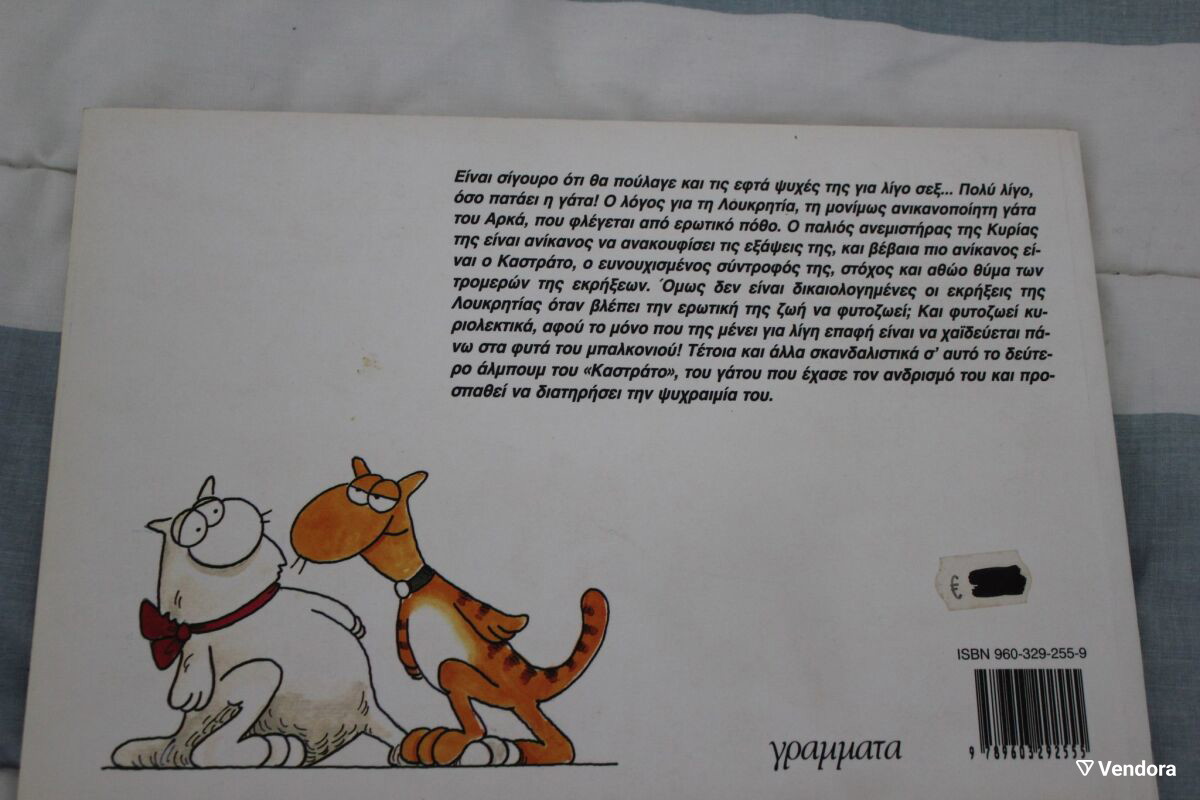 Είναι σίγουρο ότι θα πούλαγε και τις εφτά ψυχές της για λίγο σεξ... Πολύ λίγο,
όσο πατάει η γάτα! Ο λόγος για τη Λουκρητία, τη μονίμως ανικανοποίητη γάτα
του Αρκά, που φλέγεται από ερωτικό πόθο. Ο παλιός ανεμιστήρας της Κυρίας
της είναι ανίκανος να ανακουφίσει τις εξάψεις της, και βέβαια πιο ανίκανος εί-
ναι ο Καστράτο, ο ευνουχισμένος σύντροφός της, στόχος και αθώο θύμα των
τρομερών της εκρήξεων. Όμως δεν είναι δικαιολογημένες οι εκρήξεις της
Λουκρητίας όταν βλέπει την ερωτική της ζωή να φυτοζωεί; Και φυτοζωεί κυ-
ριολεκτικά, αφού το μόνο που της μένει για λίγη επαφή είναι να χαϊδεύεται πά-
νω στα φυτά του μπαλκονιού! Τέτοια και άλλα σκανδαλιστικά σ' αυτό το δεύτε-
ρο άλμπουμ του «Καστράτο», του γάτου που έχασε τον ανδρισμό του και προ-
σπαθεί να διατηρήσει την ψυχραιμία του.
€
ISBN 960-329-255-9
9 789603 292555
γραμματα
Vendora